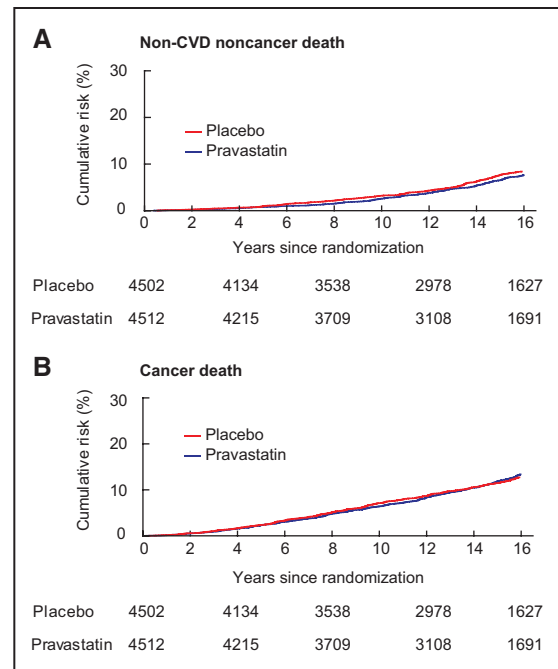 A Non-CVD noncancer death
30
20
10
0
Cumulative risk (%)
Placebo
Pravastatin
0 2 4 6 8 10 12 14 16
Years since randomization
Placebo 4502 4134 3538 2978 1627
Pravastatin 4512 4215 3709 3108 1691
B Cancer death
30
20
10
0
Cumulative risk (%)
Placebo
Pravastatin
0 2 4 6 8 10 12 14 16
Years since randomization
Placebo 4502 4134 3538 2978 1627
Pravastatin 4512 4215 3709 3108 1691